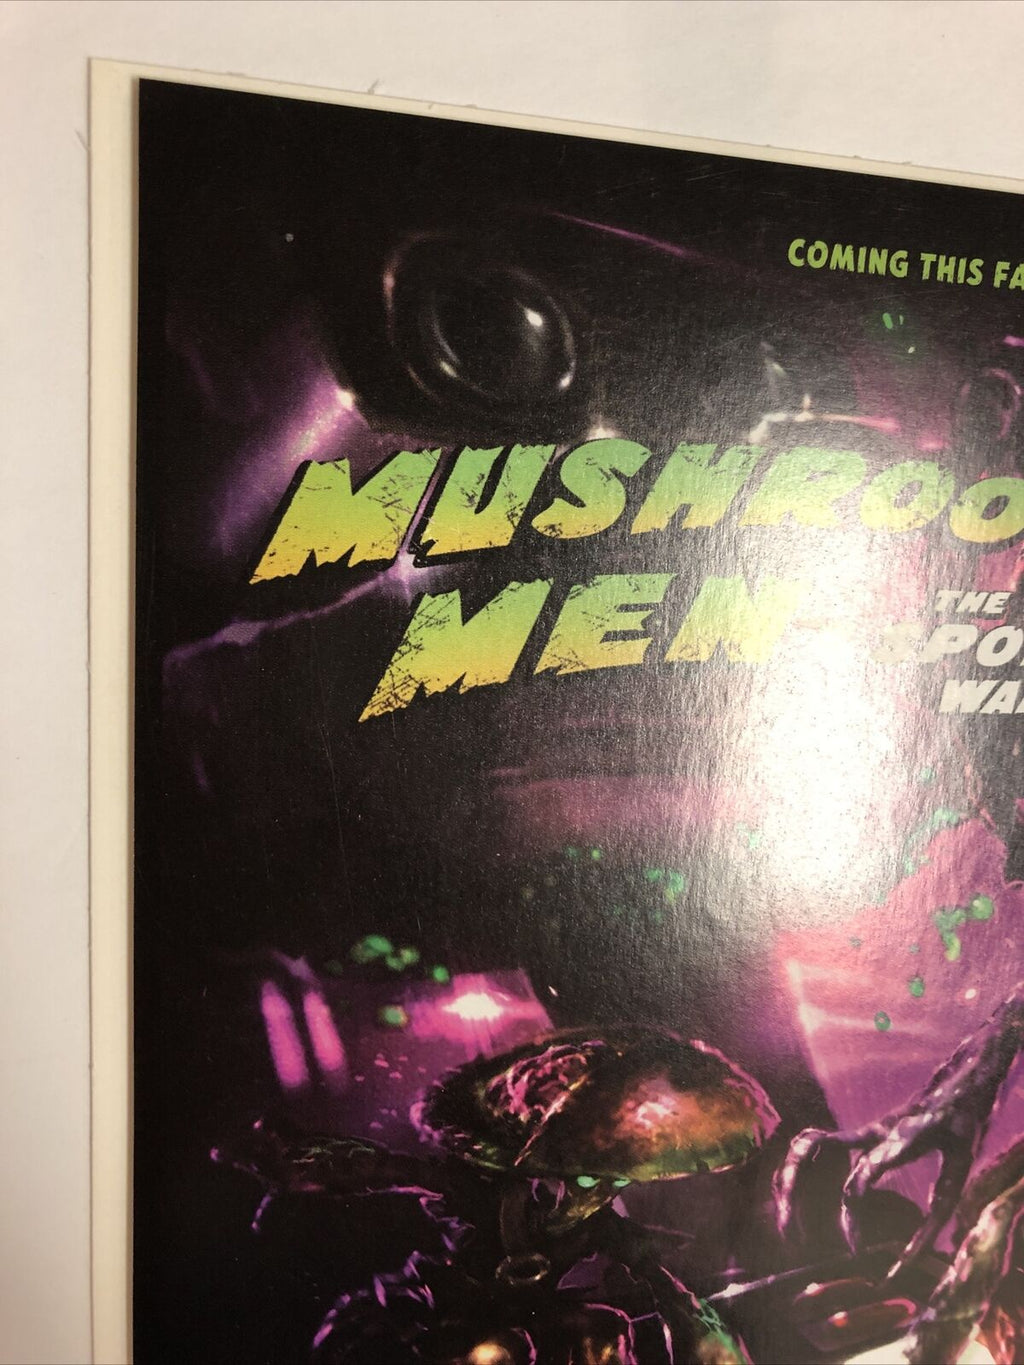 COMING THIS FA
MUSHROO
MEN
THE
SPO
WA